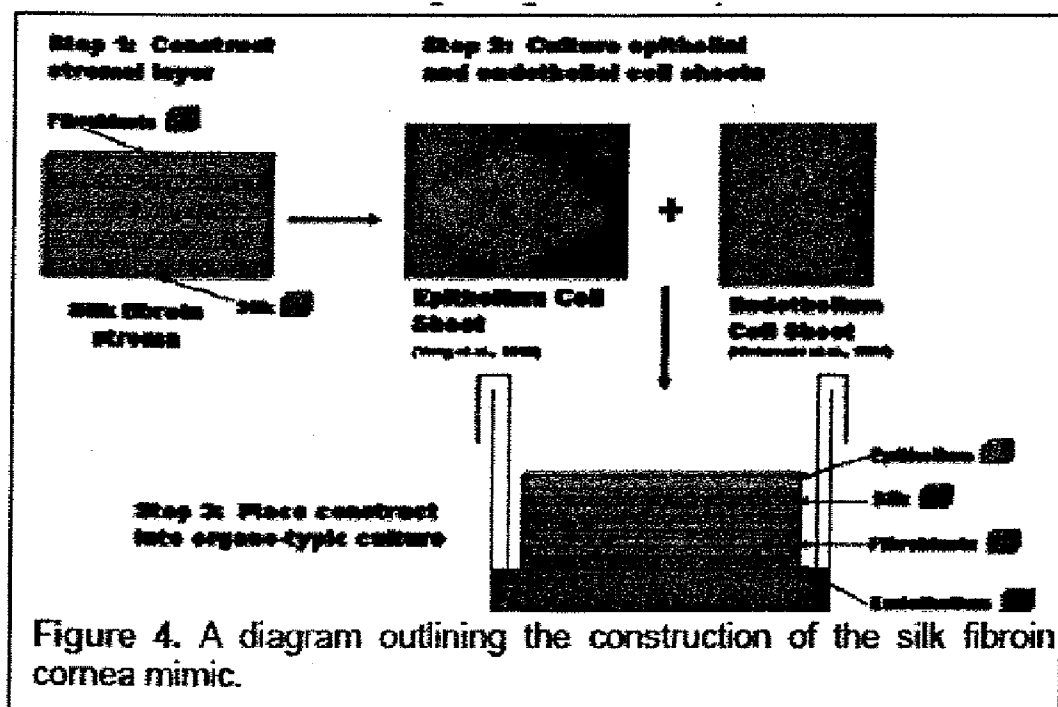 Step 1: Construct
stromal layer
Step 2: Culture epithelial
and endothelial cell sheets
Fibroblasts
Silk
Silk fibroin
stroma
+
Epithelium Cell
Sheet
Endothelium
Cell Sheet
Step 3: Place construct
into organo-typic culture
Epithelium
Silk
Fibroblasts
Endothelium
Figure 4. A diagram outlining the construction of the silk fibroin
cornea mimic.